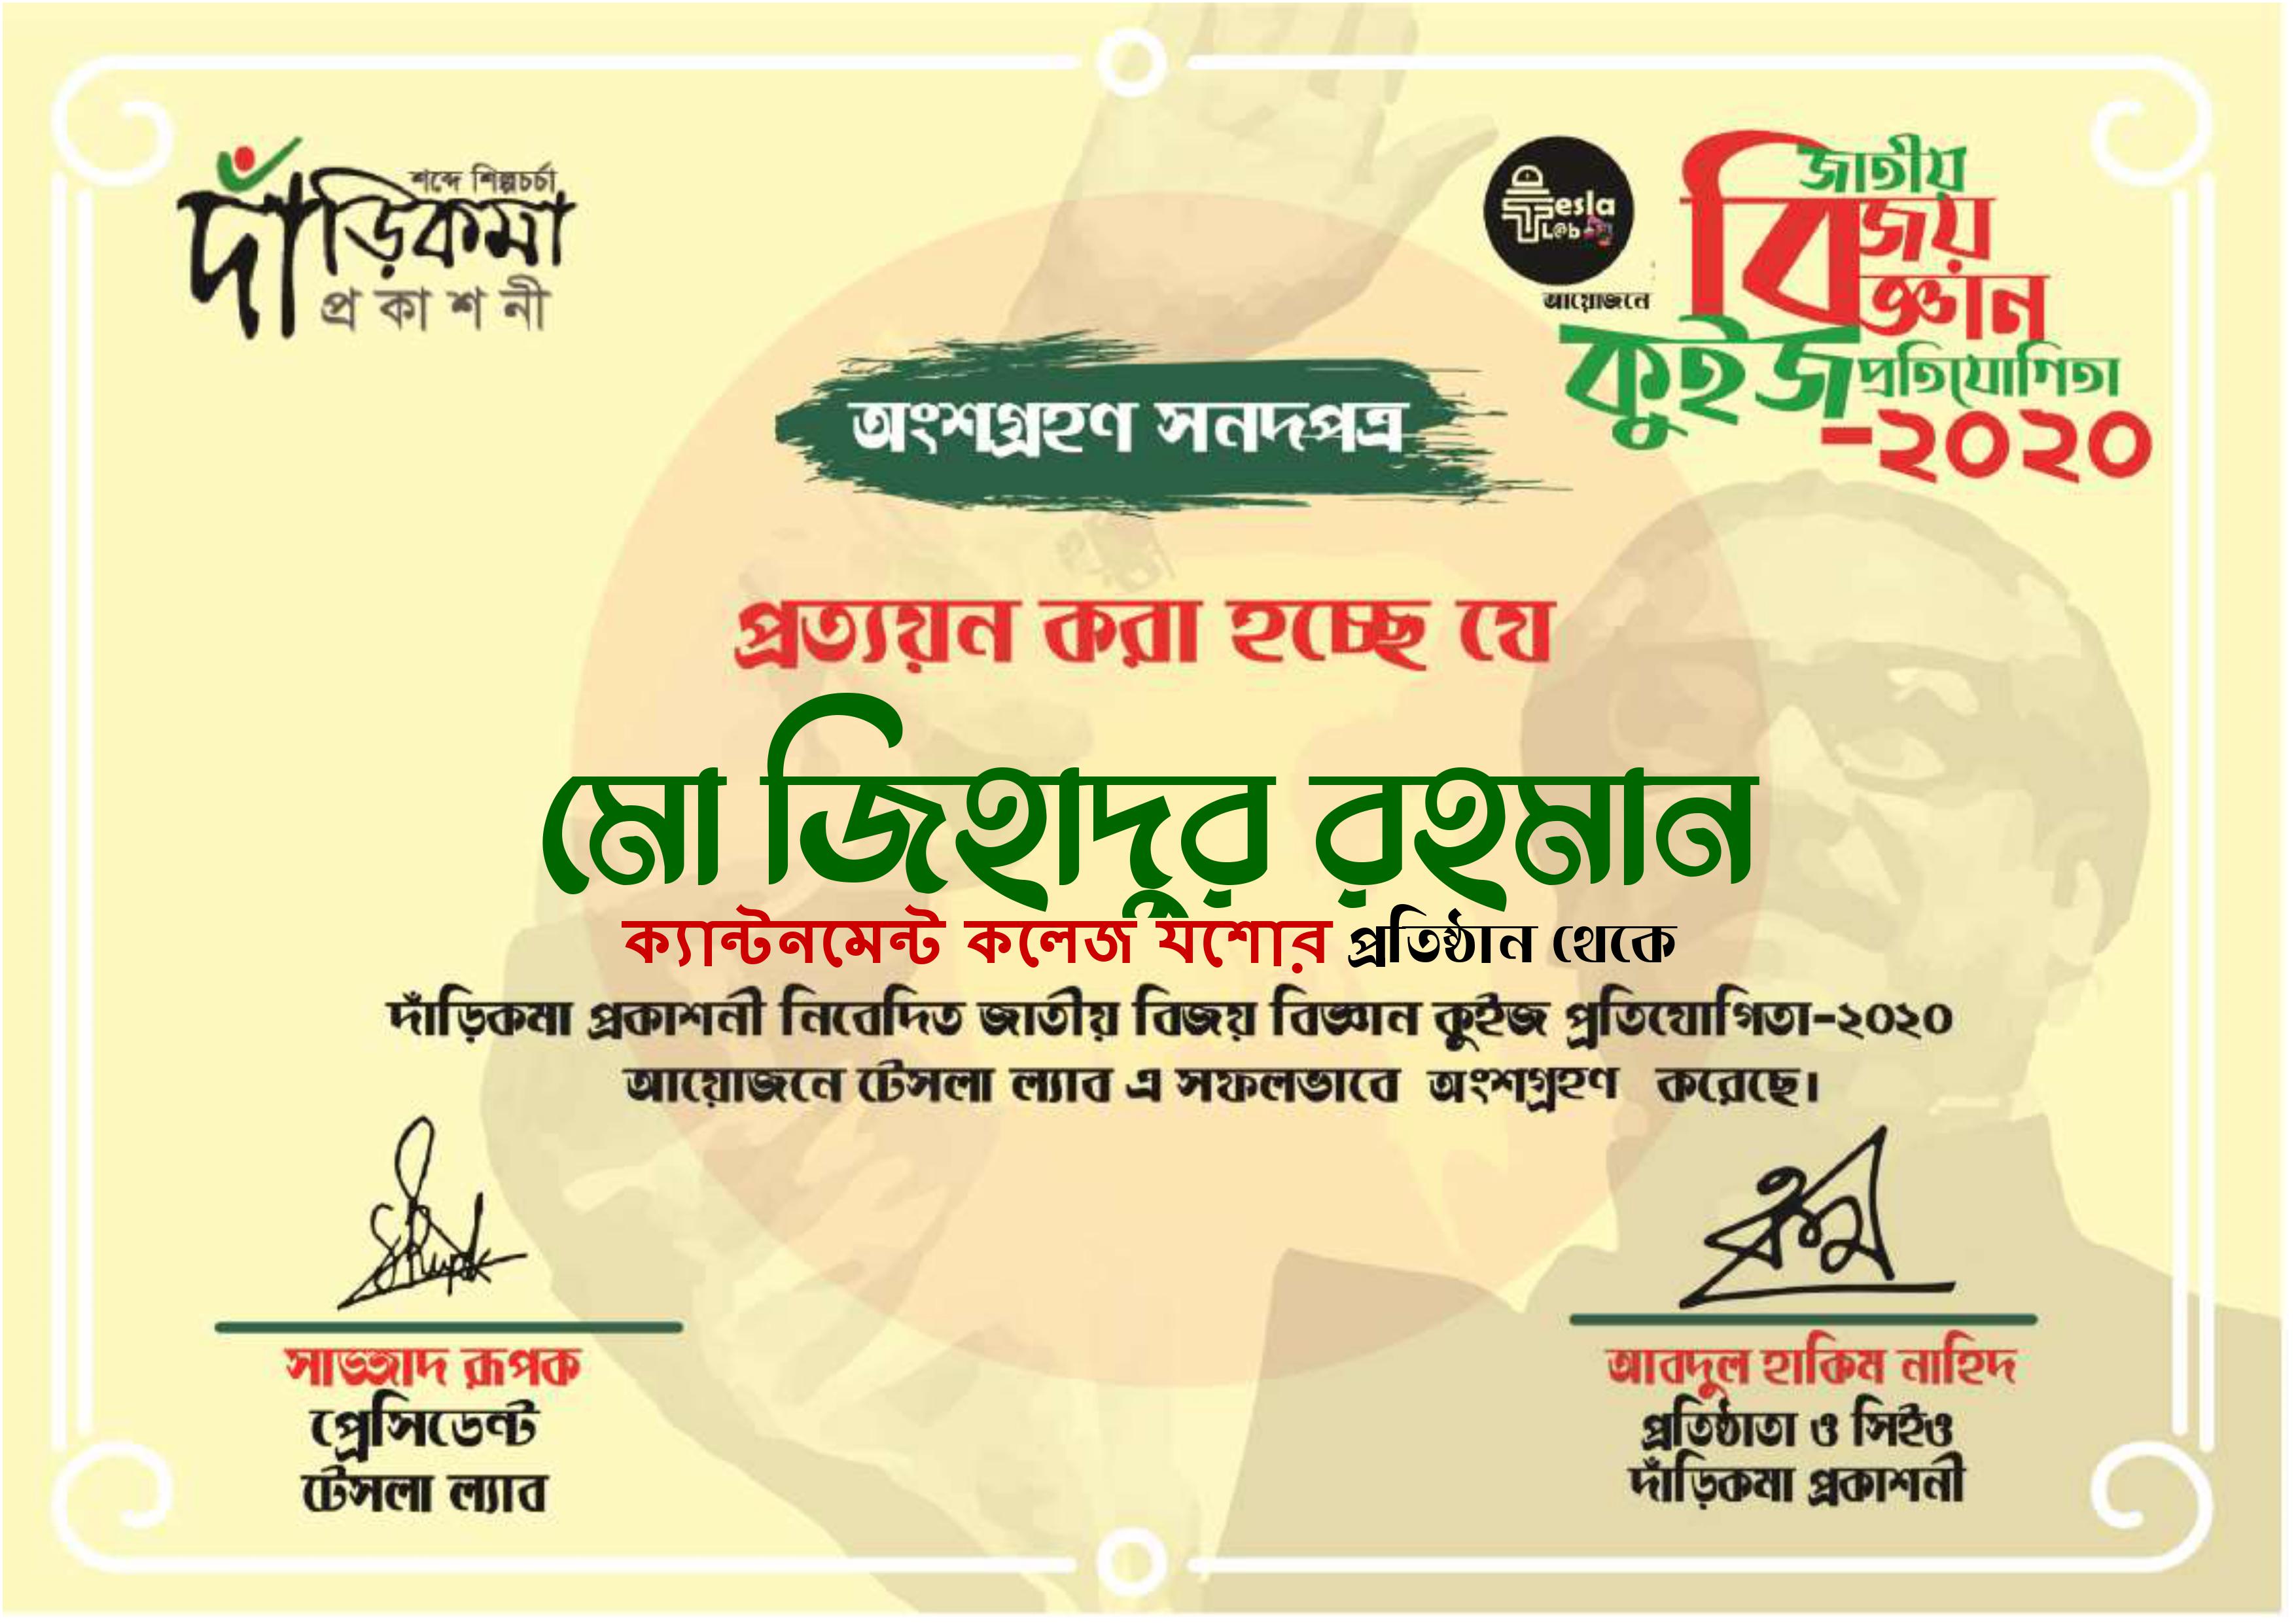 শব্দে শিল্পচর্চা
দাঁড়িকমা
প্রকাশনী
Tesla
L@b
আয়োজনে
জাতীয়
বিজয়
বিজ্ঞান
কুইজ প্রতিযোগিতা
-২০২০
অংশগ্রহণ সনদপত্র
প্রত্যয়ন করা হচ্ছে যে
মো জিহাদুর রহমান
ক্যান্টনমেন্ট কলেজ যশোর প্রতিষ্ঠান থেকে
দাঁড়িকমা প্রকাশনী নিবেদিত জাতীয় বিজয় বিজ্ঞান কুইজ প্রতিযোগিতা-২০২০
আয়োজনে টেসলা ল্যাব এ সফলভাবে অংশগ্রহণ করেছে।
সাজ্জাদ রূপক
প্রেসিডেন্ট
টেসলা ল্যাব
আবদুল হাকিম নাহিদ
প্রতিষ্ঠাতা ও সিইও
দাঁড়িকমা প্রকাশনী